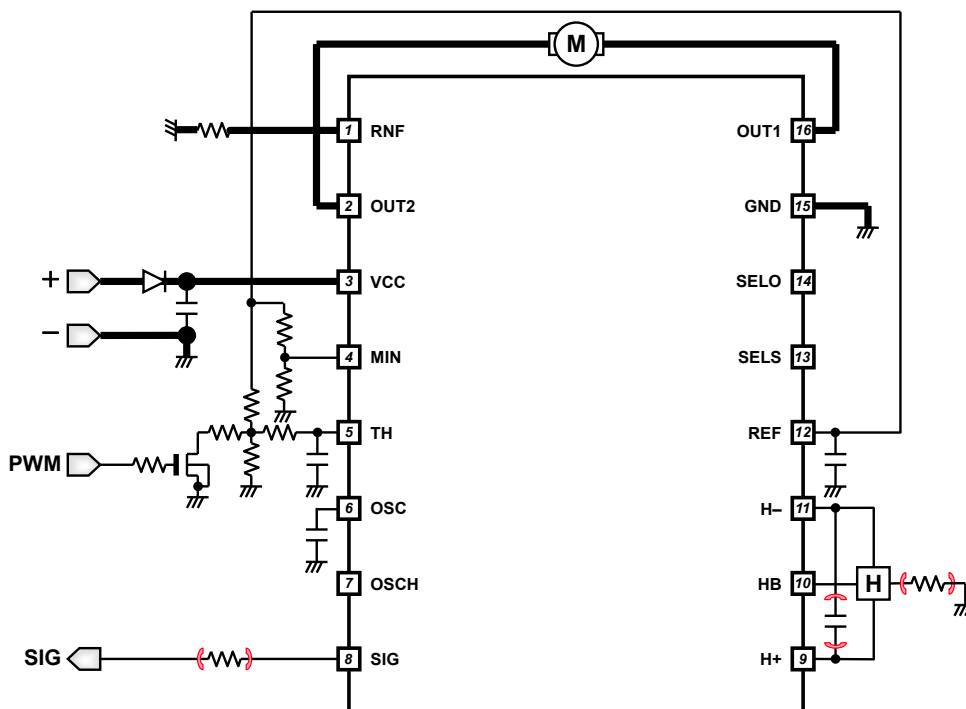 M
1 RNF
OUT1 16
2 OUT2
GND 15
+
3 VCC
SELO 14
–
4 MIN
SELS 13
5 TH
REF 12
PWM
6 OSC
H– 11
7 OSCH
HB 10
H
SIG
8 SIG
H+ 9